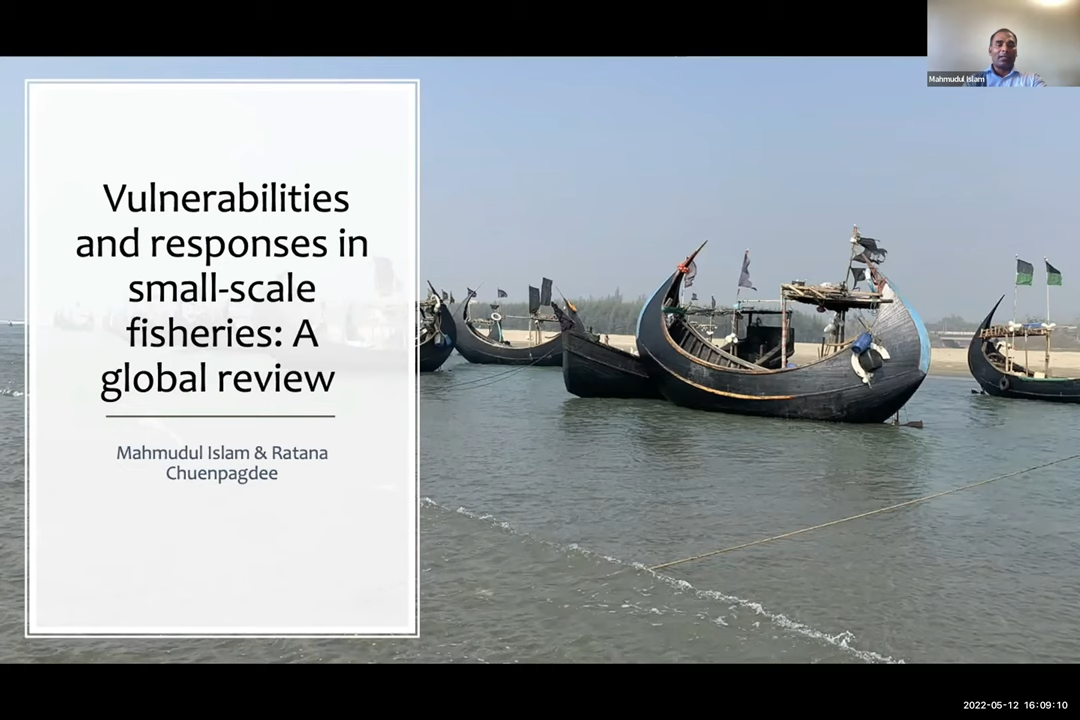 Mahmudul Islam
Vulnerabilities
and responses in
small-scale
fisheries: A
global review
Mahmudul Islam & Ratana
Chuenpagdee
2022-05-12 16:09:10